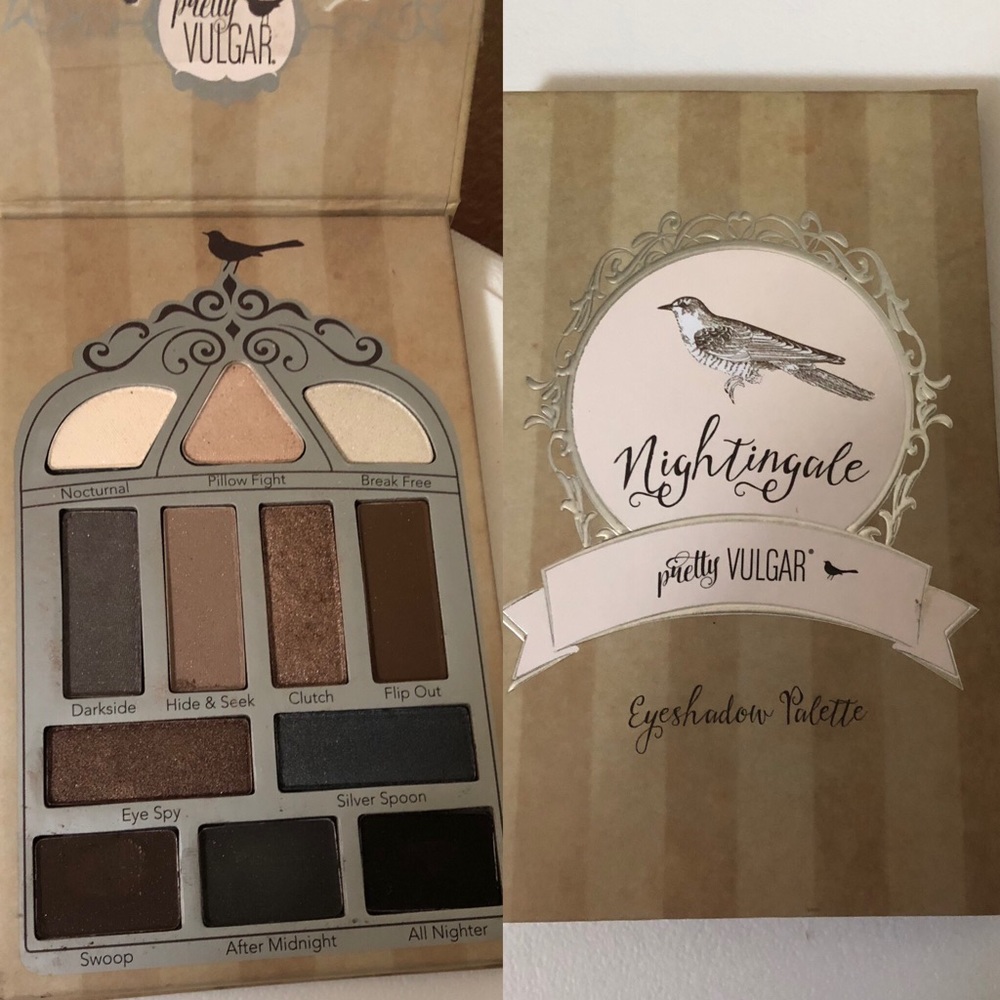 pretty
VULGAR®
Nocturnal
Pillow Fight
Break Free
Darkside
Hide & Seek
Clutch
Flip Out
Eye Spy
Silver Spoon
Swoop
After Midnight
All Nighter
Nightingale
pretty VULGAR®
Eyeshadow Palette